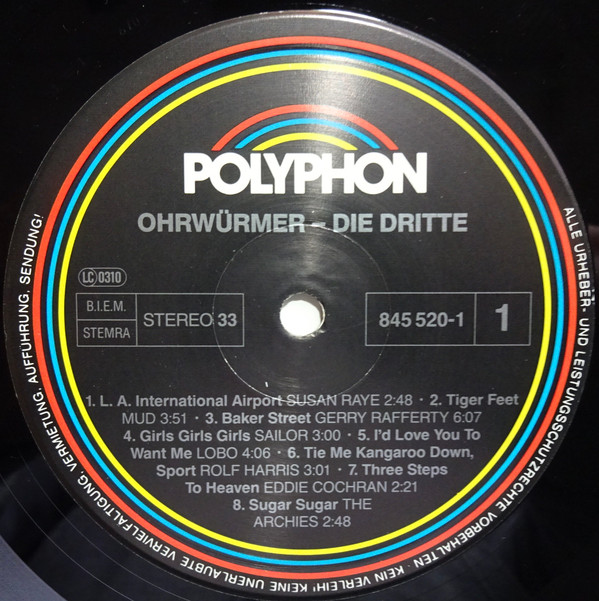 POLYPHON
OHRWÜRMER – DIE DRITTE
LC 0310
B.I.E.M.
STEMRA
STEREO 33
845 520-1
1
1. L. A. International Airport SUSAN RAYE 2:48 · 2. Tiger Feet
MUD 3:51 · 3. Baker Street GERRY RAFFERTY 6:07
4. Girls Girls Girls SAILOR 3:00 · 5. I'd Love You To
Want Me LOBO 4:06 · 6. Tie Me Kangaroo Down,
Sport ROLF HARRIS 3:01 · 7. Three Steps
To Heaven EDDIE COCHRAN 2:21
8. Sugar Sugar THE
ARCHIES 2:48
ALLE URHEBER- UND LEISTUNGSSCHUTZRECHTE VORBEHALTEN · KEIN VERLEIH! KEINE UNERLAUBTE VERVIELFÄLTIGUNG, VERMIETUNG, AUFFÜHRUNG, SENDUNG!